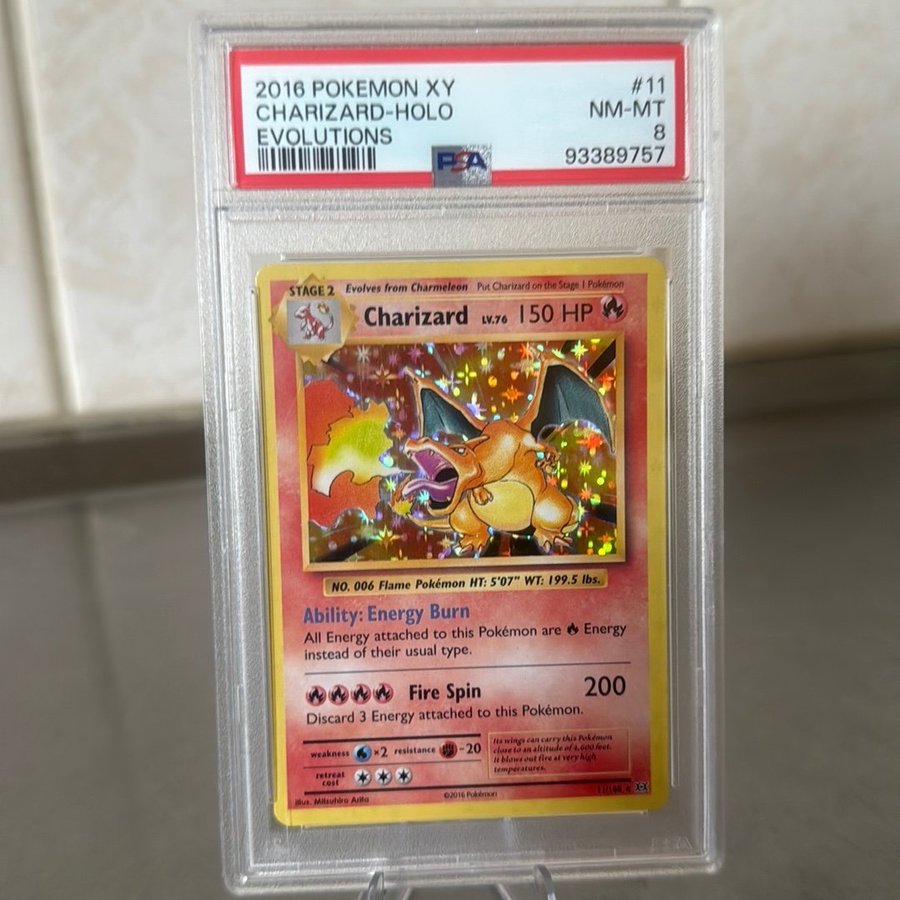 2016 POKEMON XY #11
CHARIZARD-HOLO NM-MT
EVOLUTIONS 8
PSA 93389757
STAGE 2 Evolves from Charmeleon Put Charizard on the Stage 1 Pokémon
Charizard LV.76 150 HP
NO. 006 Flame Pokémon HT: 5'07" WT: 199.5 lbs.
Ability: Energy Burn
All Energy attached to this Pokémon are Energy
instead of their usual type.
Fire Spin 200
Discard 3 Energy attached to this Pokémon.
weakness ×2 resistance -20
retreat
cost
Its wings can carry this Pokémon
close to an altitude of 4,600 feet.
It blows out fire at very high
temperatures.
illus. Mitsuhiro Arita ©2016 Pokémon 11/108